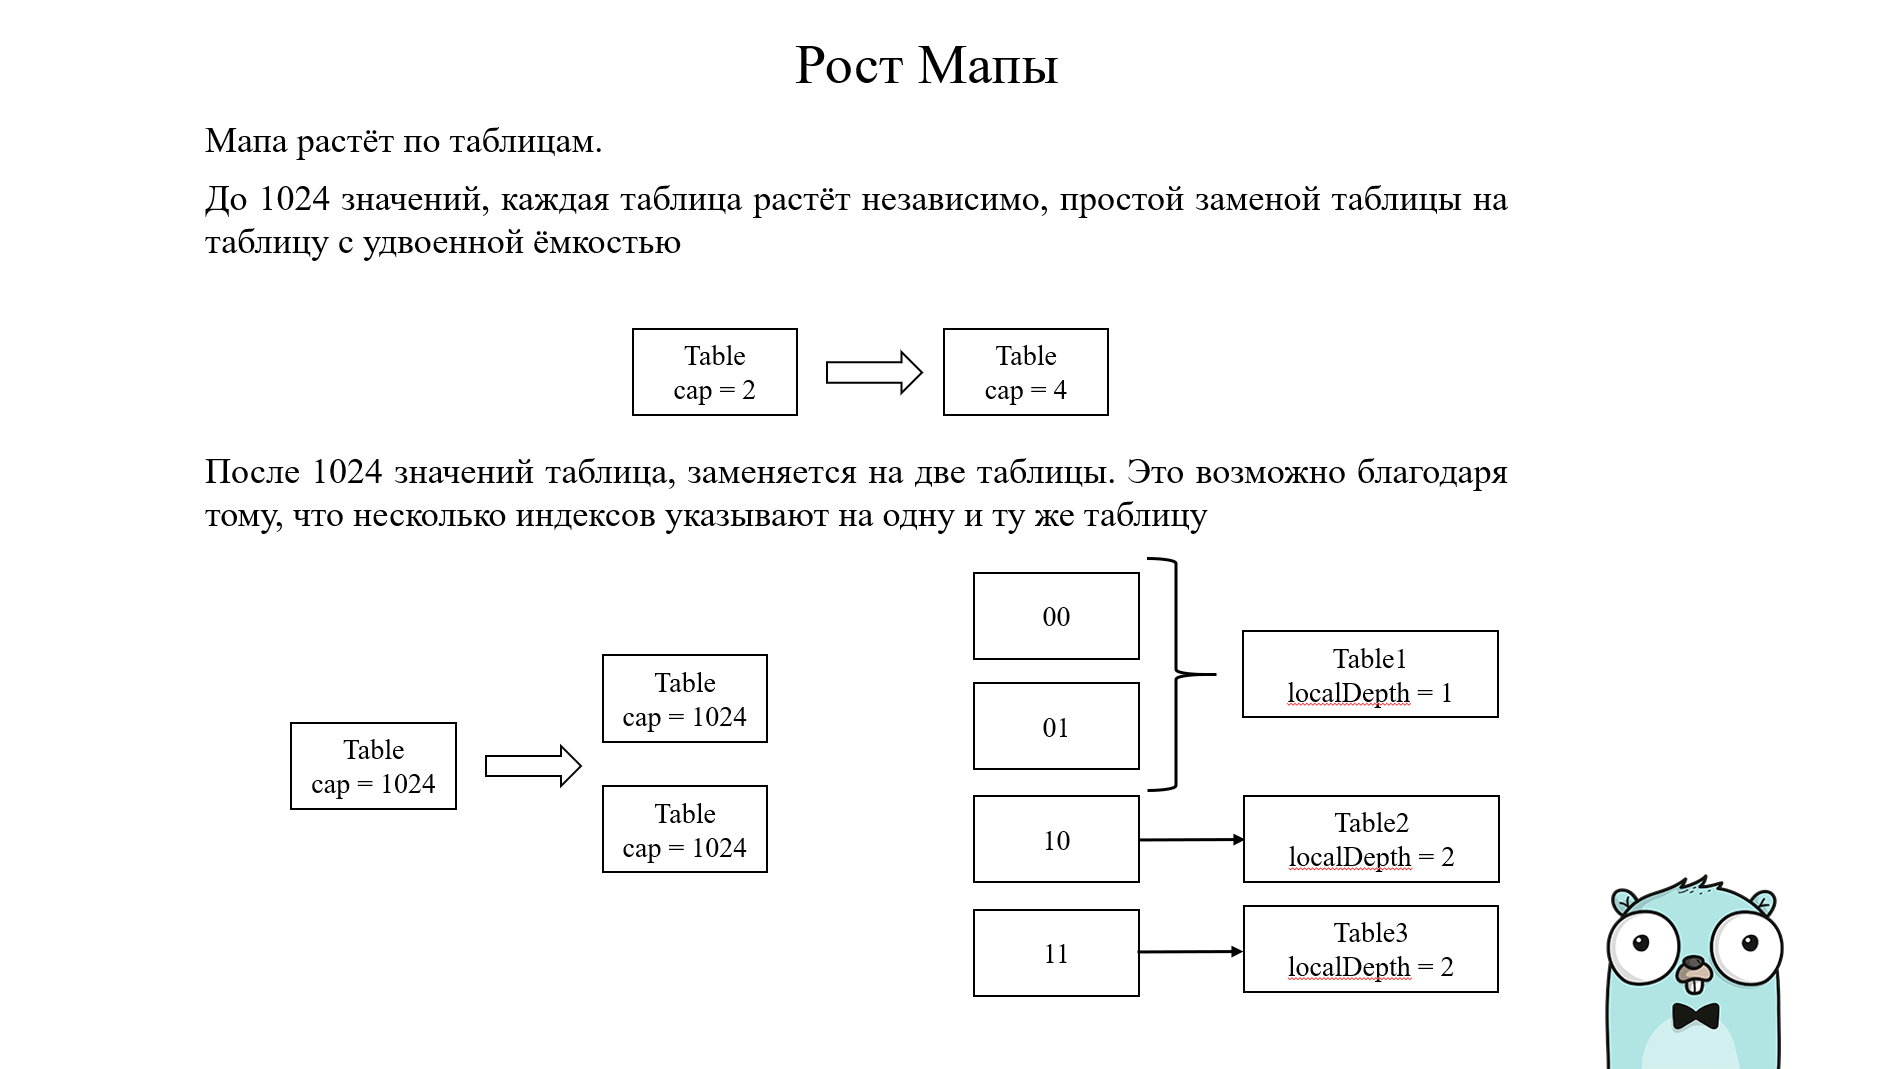 Рост Мапы
Мапа растёт по таблицам.
До 1024 значений, каждая таблица растёт независимо, простой заменой таблицы на
таблицу с удвоенной ёмкостью
Table
cap = 2
Table
cap = 4
После 1024 значений таблица, заменяется на две таблицы. Это возможно благодаря
тому, что несколько индексов указывают на одну и ту же таблицу
Table
cap = 1024
Table
cap = 1024
Table
cap = 1024
00
01
10
11
Table1
localDepth = 1
Table2
localDepth = 2
Table3
localDepth = 2